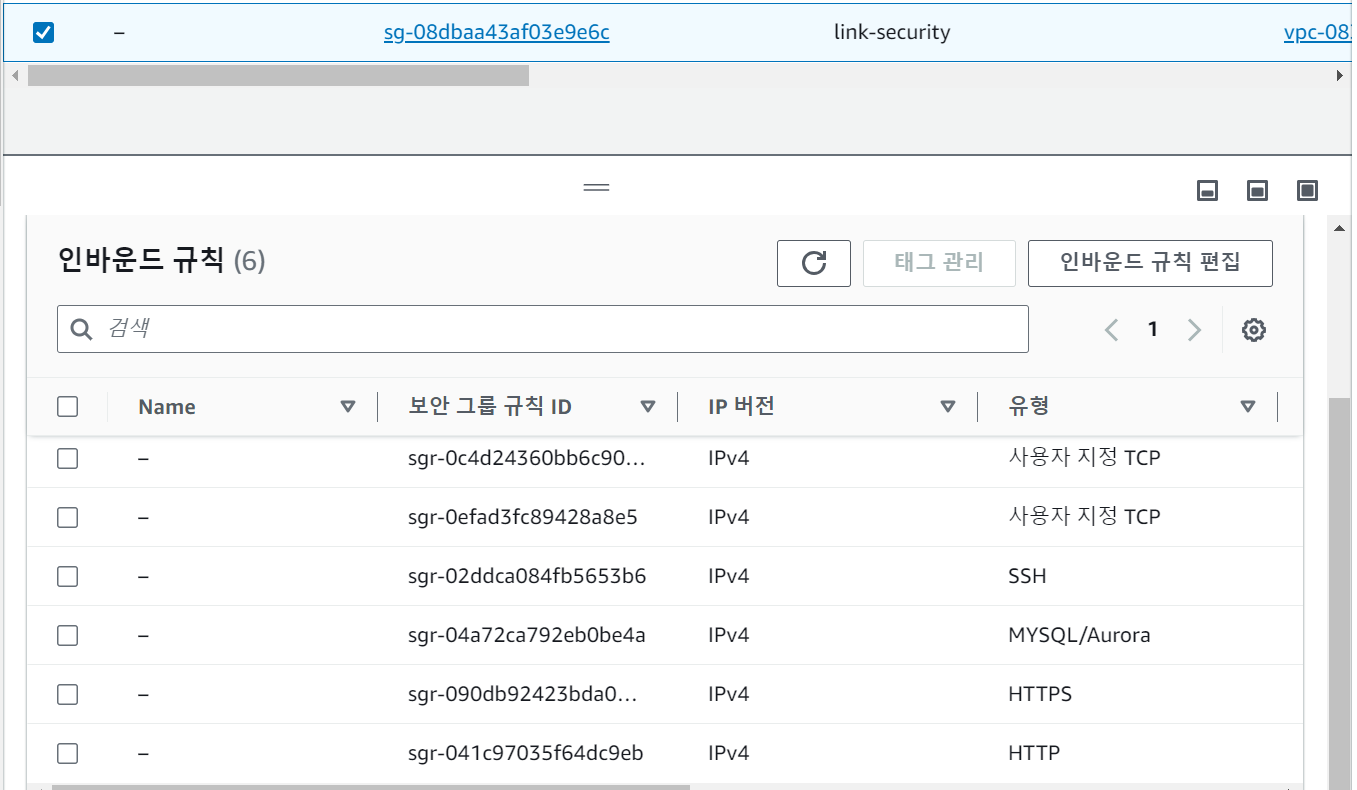 – sg-08dbaa43af03e9e6c link-security vpc-083
인바운드 규칙 (6) 태그 관리 인바운드 규칙 편집
검색 1
Name 보안 그룹 규칙 ID IP 버전 유형
– sgr-0c4d24360bb6c90... IPv4 사용자 지정 TCP
– sgr-0efad3fc89428a8e5 IPv4 사용자 지정 TCP
– sgr-02ddca084fb5653b6 IPv4 SSH
– sgr-04a72ca792eb0be4a IPv4 MYSQL/Aurora
– sgr-090db92423bda0... IPv4 HTTPS
– sgr-041c97035f64dc9eb IPv4 HTTP